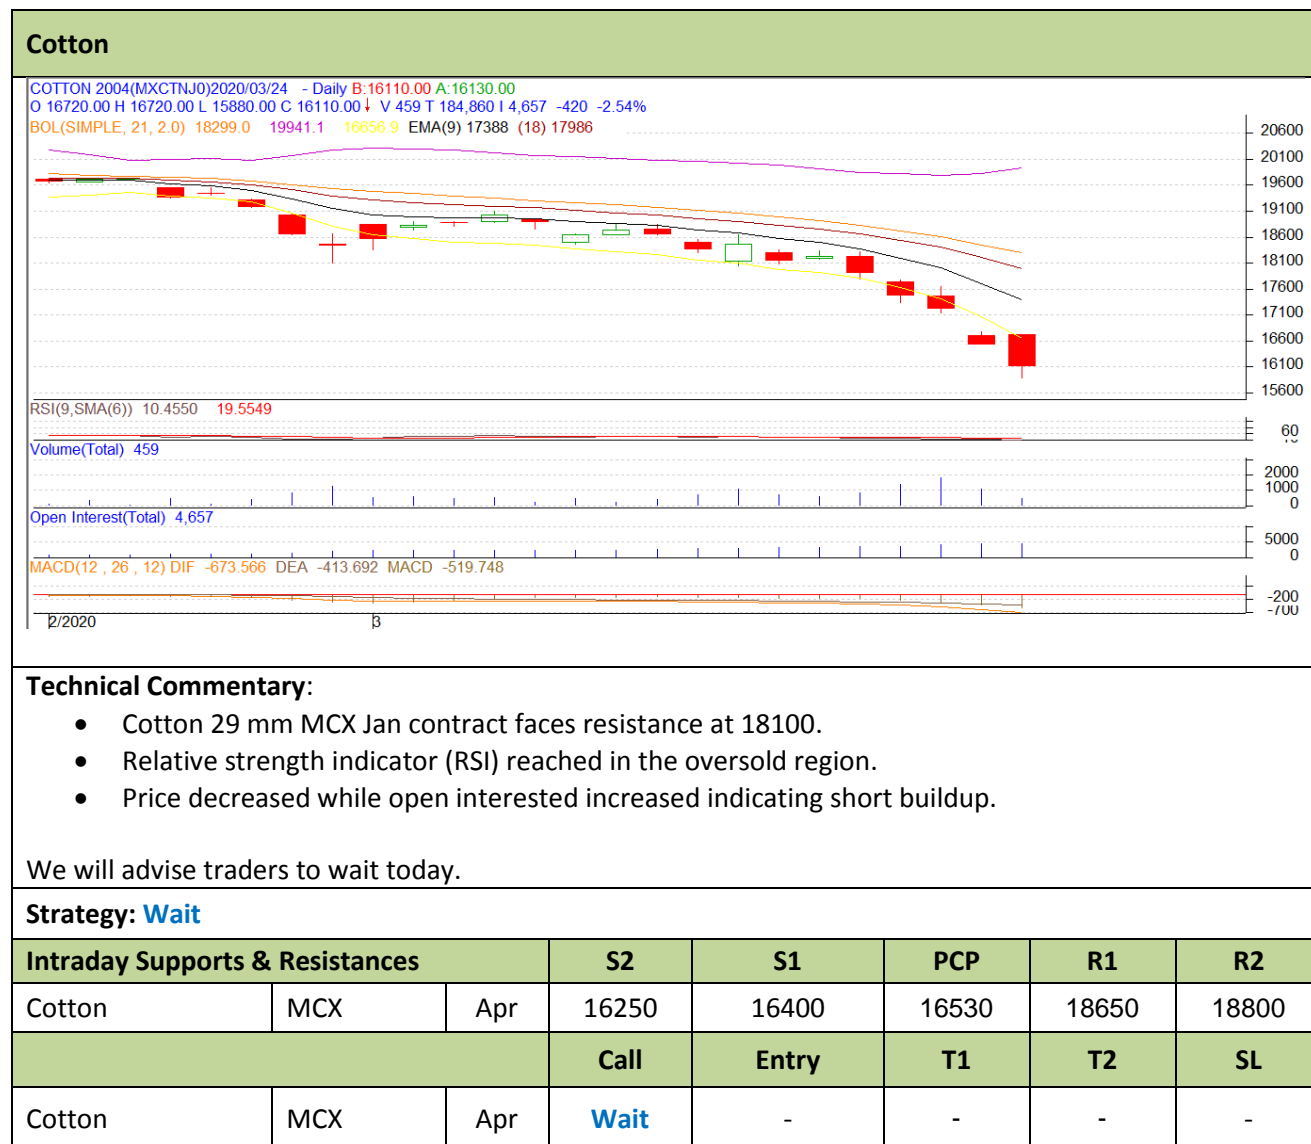 Cotton
COTTON 2004(MXCTNJ0)2020/03/24 - Daily B:16110.00 A:16130.00
O 16720.00 H 16720.00 L 15880.00 C 16110.00↓ V 459 T 184,860 I 4,657 -420 -2.54%
BOL(SIMPLE, 21, 2.0) 18299.0 19941.1 16656.9 EMA(9) 17388 (18) 17986
20600
20100
19600
19100
18600
18100
17600
17100
16600
16100
15600
RSI(9,SMA(6)) 10.4550 19.5549
60
Volume(Total) 459
2000
1000
0
Open Interest(Total) 4,657
5000
0
MACD(12 , 26 , 12) DIF -673.566 DEA -413.692 MACD -519.748
-200
-700
2/2020 3
Technical Commentary:
• Cotton 29 mm MCX Jan contract faces resistance at 18100.
• Relative strength indicator (RSI) reached in the oversold region.
• Price decreased while open interested increased indicating short buildup.
We will advise traders to wait today.
Strategy: Wait
Intraday Supports & Resistances S2 S1 PCP R1 R2
Cotton MCX Apr 16250 16400 16530 18650 18800
Call Entry T1 T2 SL
Cotton MCX Apr Wait - - - -